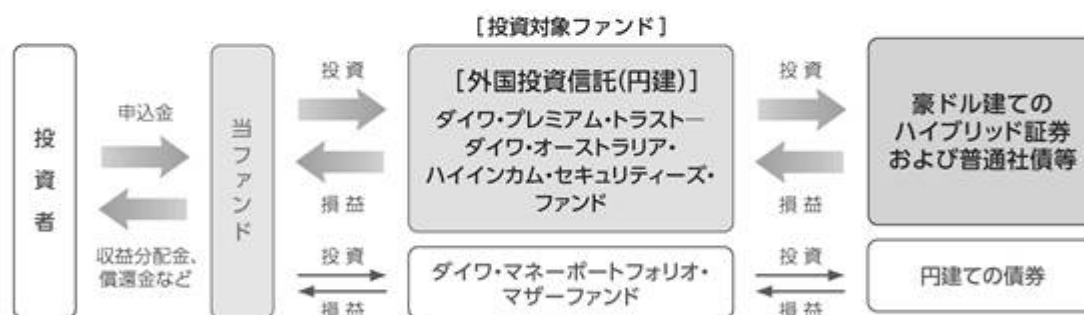 [投資対象ファンド]
投資者
申込金
収益分配金、
償還金など
当ファンド
投資
損益
[外国投資信託(円建)]
ダイワ・プレミアム・トラスト―
ダイワ・オーストラリア・
ハイインカム・セキュリティーズ・
ファンド
投資
損益
豪ドル建ての
ハイブリッド証券
および普通社債等
投資
損益
ダイワ・マネーポートフォリオ・
マザーファンド
投資
損益
円建ての債券